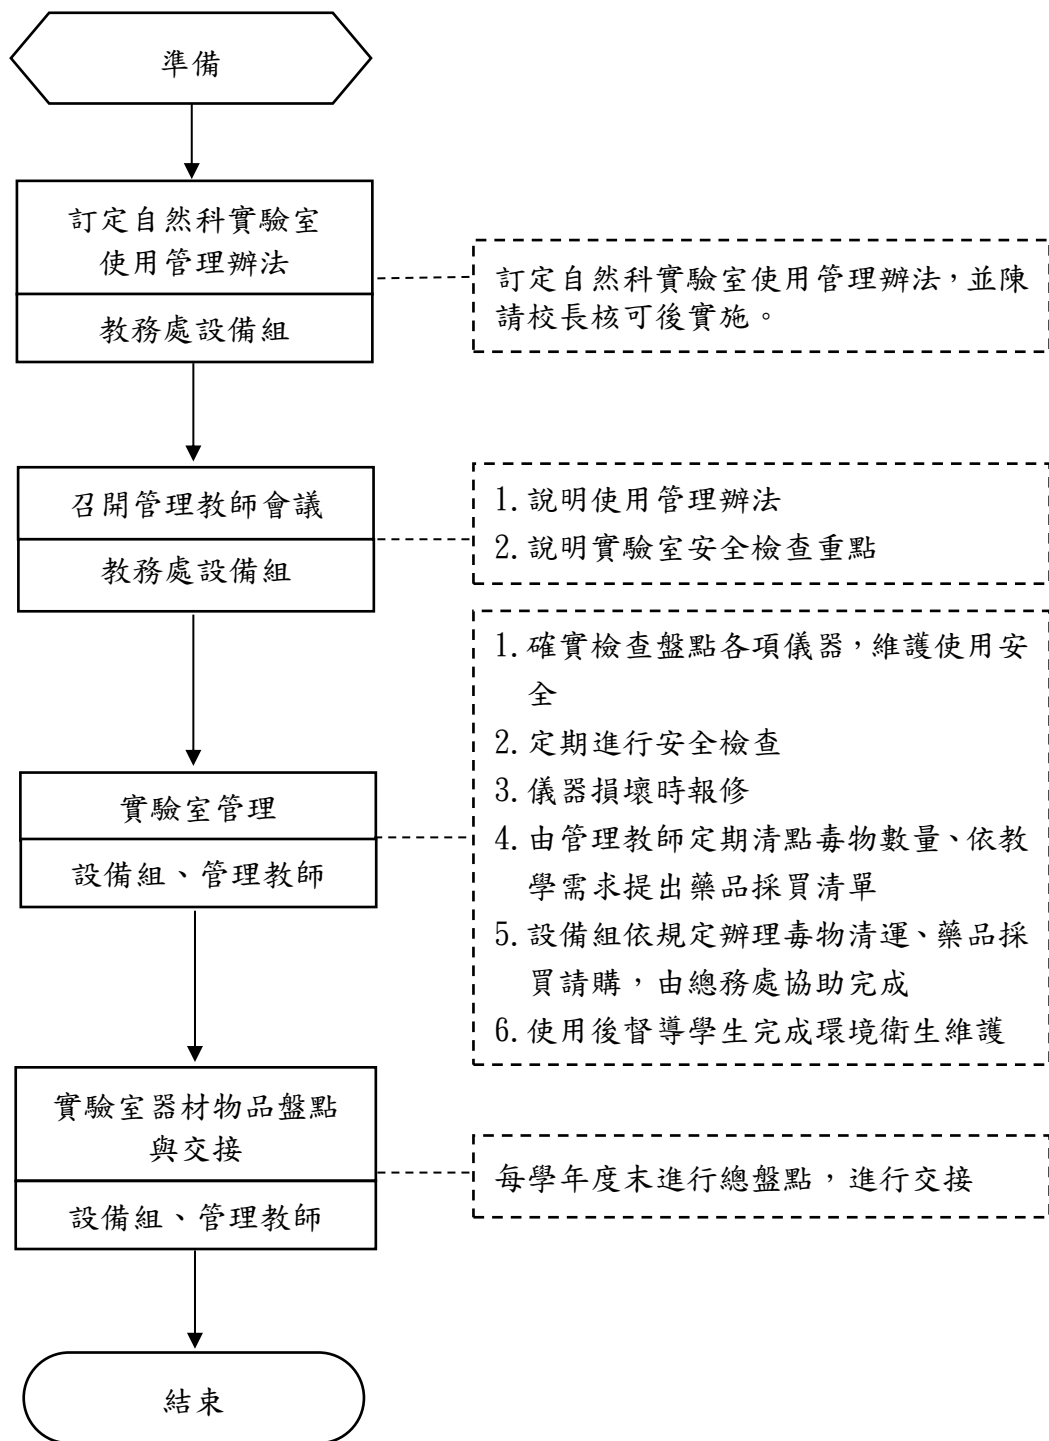 準備
訂定自然科實驗室
使用管理辦法
教務處設備組
訂定自然科實驗室使用管理辦法，並陳
請校長核可後實施。
召開管理教師會議
教務處設備組
1.說明使用管理辦法
2.說明實驗室安全檢查重點
實驗室管理
設備組、管理教師
1.確實檢查盤點各項儀器，維護使用安
全
2.定期進行安全檢查
3.儀器損壞時報修
4.由管理教師定期清點毒物數量、依教
學需求提出藥品採買清單
5.設備組依規定辦理毒物清運、藥品採
買請購，由總務處協助完成
6.使用後督導學生完成環境衛生維護
實驗室器材物品盤點
與交接
設備組、管理教師
每學年度末進行總盤點，進行交接
結束